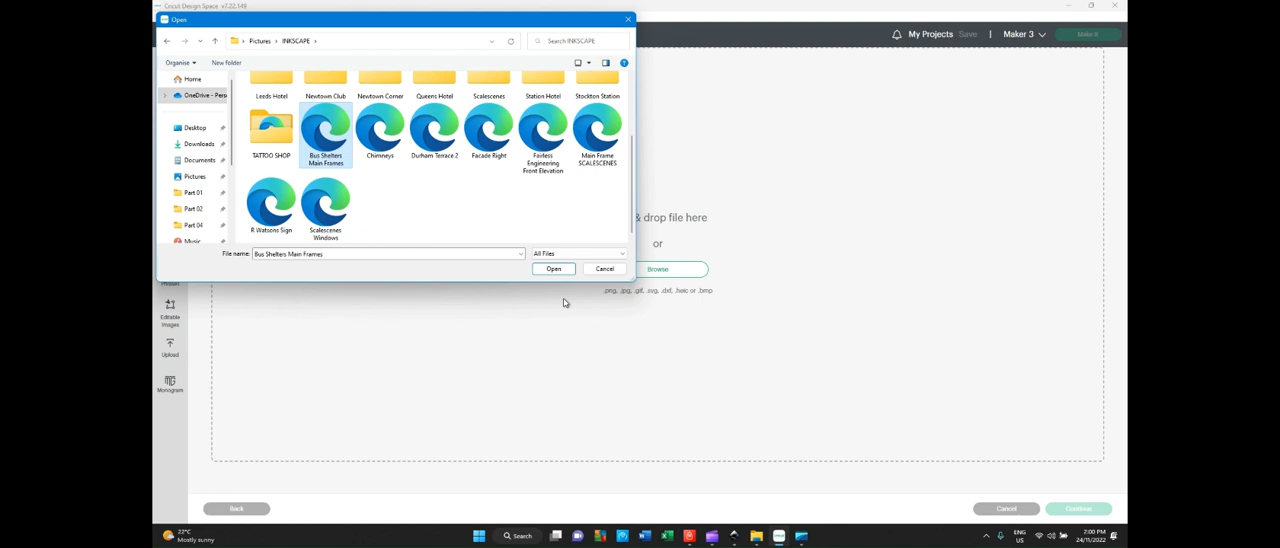 Cricut Design Space v7.22.149
Open
My Projects Save | Maker 3 Make It
Pictures › INKSCAPE ›
Search INKSCAPE
Organise
New folder
Home
OneDrive - Pers
Desktop
Downloads
Documents
Pictures
Part 01
Part 02
Part 04
Music
Leeds Hotel
Newtown Club
Newtown Corner
Queens Hotel
Scalescenes
Station Hotel
Stockton Station
TATTOO SHOP
Bus Shelters Main Frames
Chimneys
Durham Terrace 2
Facade Right
Fairless Engineering Front Elevation
Main Frame SCALESCENES
R Watsons Sign
Scalescenes Windows
File name: Bus Shelters Main Frames
All Files
Open
Cancel
& drop file here
or
Browse
.png, .jpg, .gif, .svg, .dxf, .heic or .bmp
Editable Images
Upload
Monogram
Back
Cancel
Continue
22°C
Mostly sunny
Search
ENG
US
2:00 PM
24/11/2022